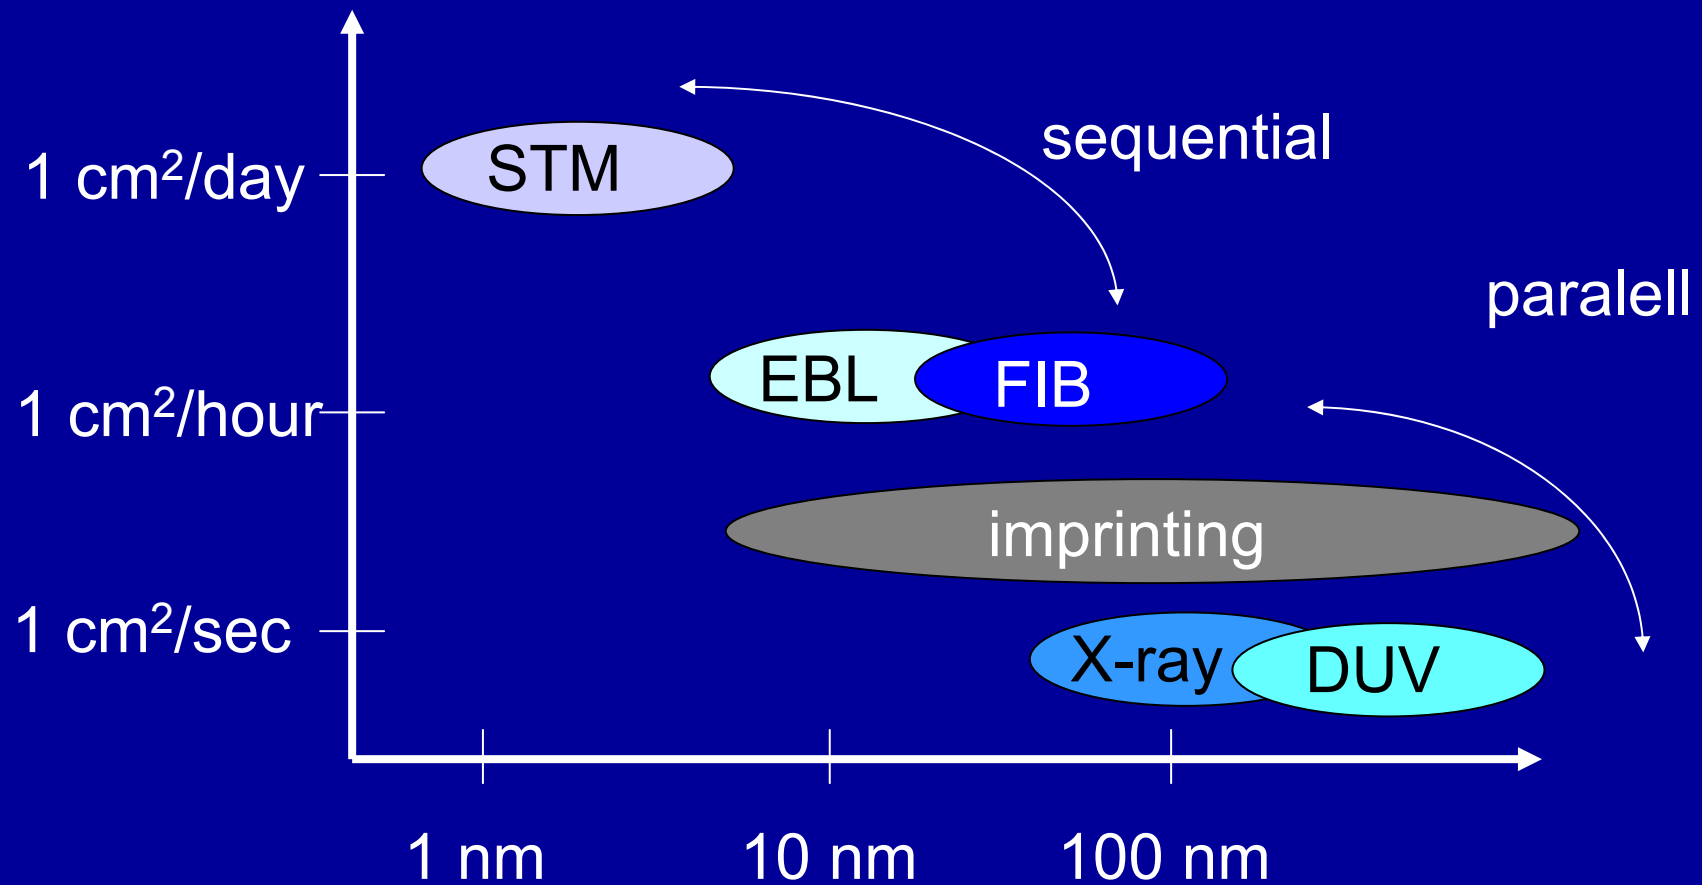 sequential
1 cm²/day
STM
paralell
EBL
FIB
1 cm²/hour
imprinting
1 cm²/sec
X-ray
DUV
1 nm
10 nm
100 nm